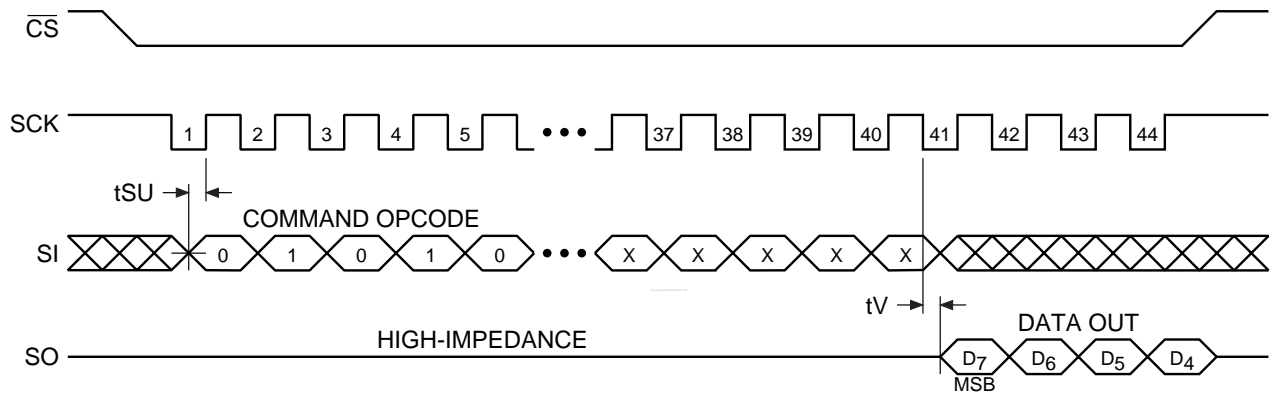 CS
SCK 1 2 3 4 5 ••• 37 38 39 40 41 42 43 44
tSU
COMMAND OPCODE
SI 0 1 0 1 0 ••• X X X X X
tV
HIGH-IMPEDANCE
DATA OUT
SO D7 D6 D5 D4
MSB